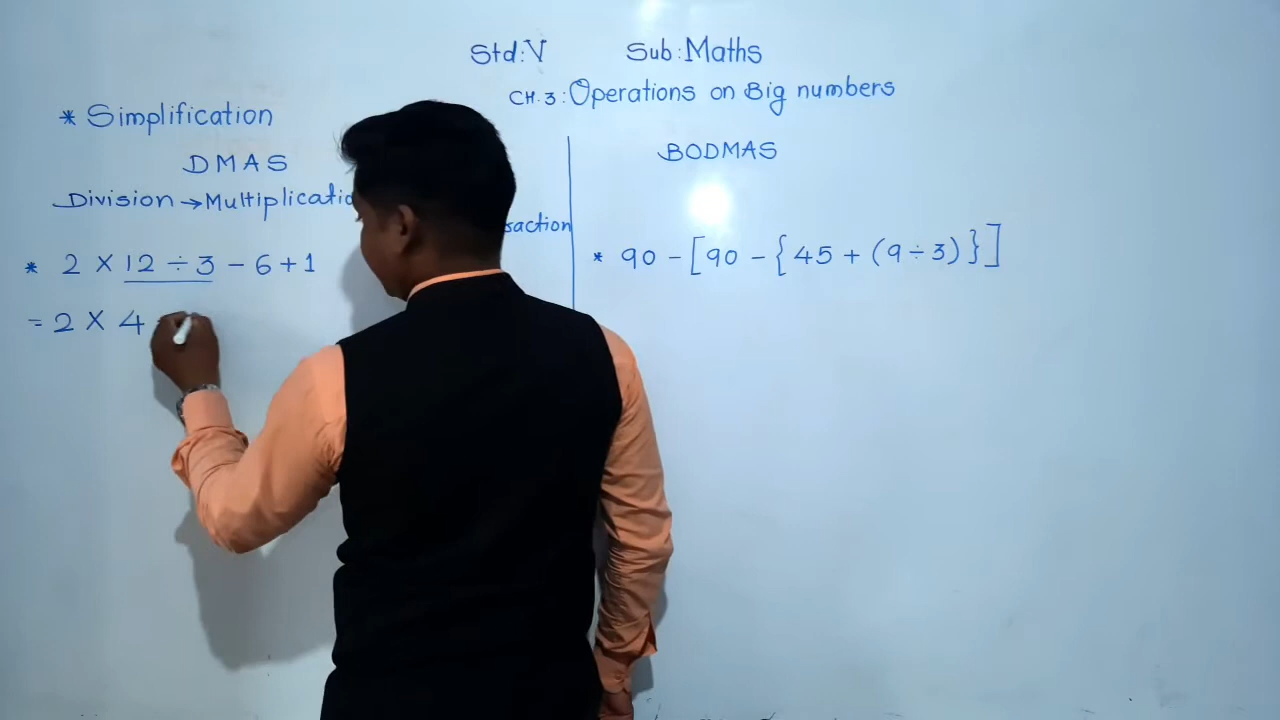 Std:V Sub:Maths
CH.3:Operations on Big numbers
* Simplification
DMAS
Division → Multiplicatio
saction
* 2 × 12 ÷ 3 - 6 + 1
= 2 × 4
BODMAS
* 90 - [90 - {45 + (9 ÷ 3)}]